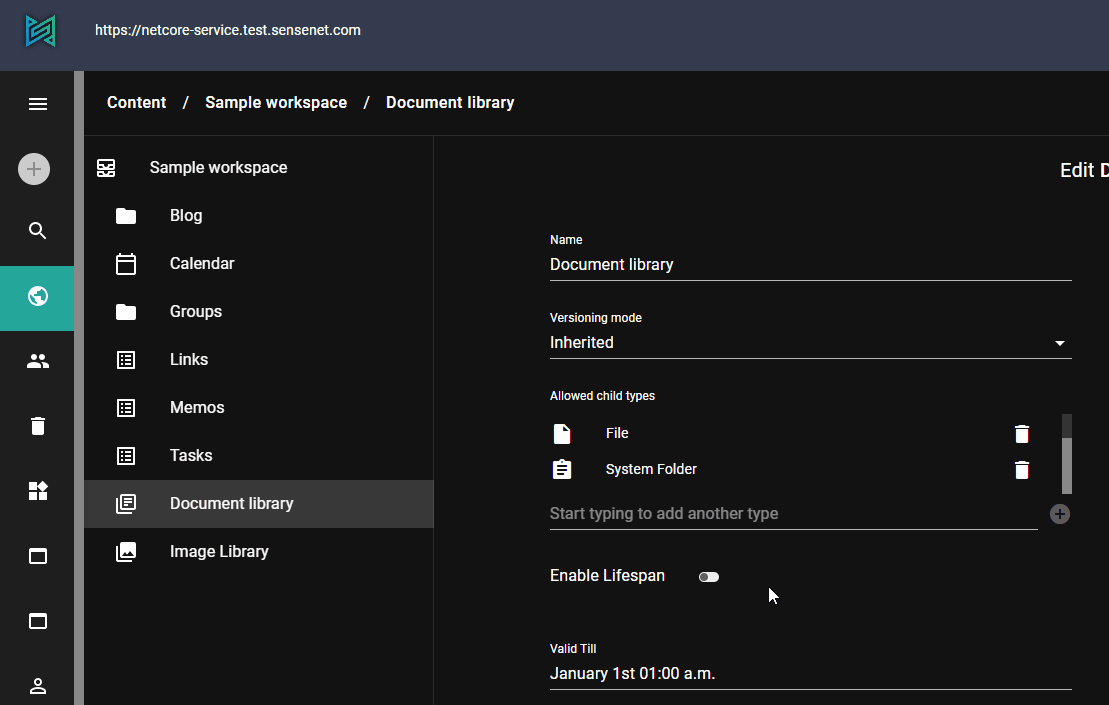 https://netcore-service.test.sensenet.com
Content / Sample workspace / Document library
Sample workspace
Blog
Calendar
Groups
Links
Memos
Tasks
Document library
Image Library
Edit D
Name
Document library
Versioning mode
Inherited
Allowed child types
File
System Folder
Start typing to add another type
Enable Lifespan
Valid Till
January 1st 01:00 a.m.